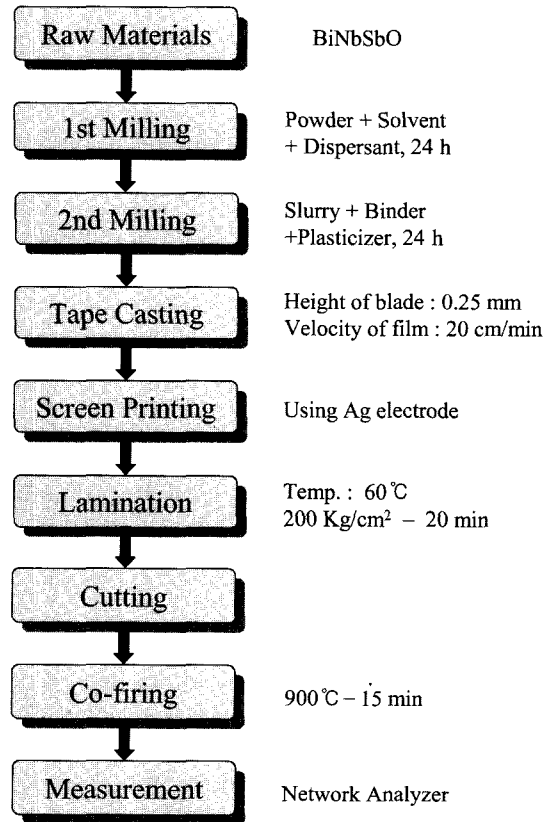 Raw Materials
BiNbSbO
1st Milling
Powder + Solvent
+ Dispersant, 24 h
2nd Milling
Slurry + Binder
+Plasticizer, 24 h
Tape Casting
Height of blade : 0.25 mm
Velocity of film : 20 cm/min
Screen Printing
Using Ag electrode
Lamination
Temp. : 60℃
200 Kg/cm² – 20 min
Cutting
Co-firing
900℃ – 15 min
Measurement
Network Analyzer